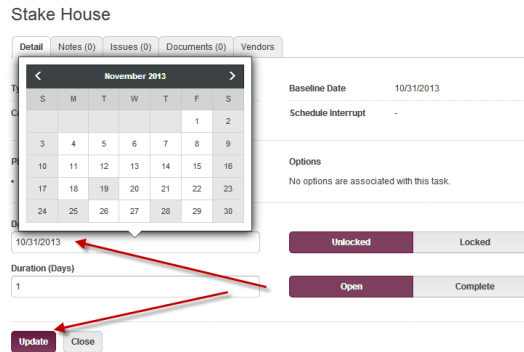 Stake House
Detail Notes (0) Issues (0) Documents (0) Vendors
November 2013
S M T W T F S
1 2
3 4 5 6 7 8 9
10 11 12 13 14 15 16
17 18 19 20 21 22 23
24 25 26 27 28 29 30
Baseline Date 10/31/2013
Schedule Interrupt -
Options
No options are associated with this task.
10/31/2013
Unlocked Locked
Duration (Days)
1
Open Complete
Update Close